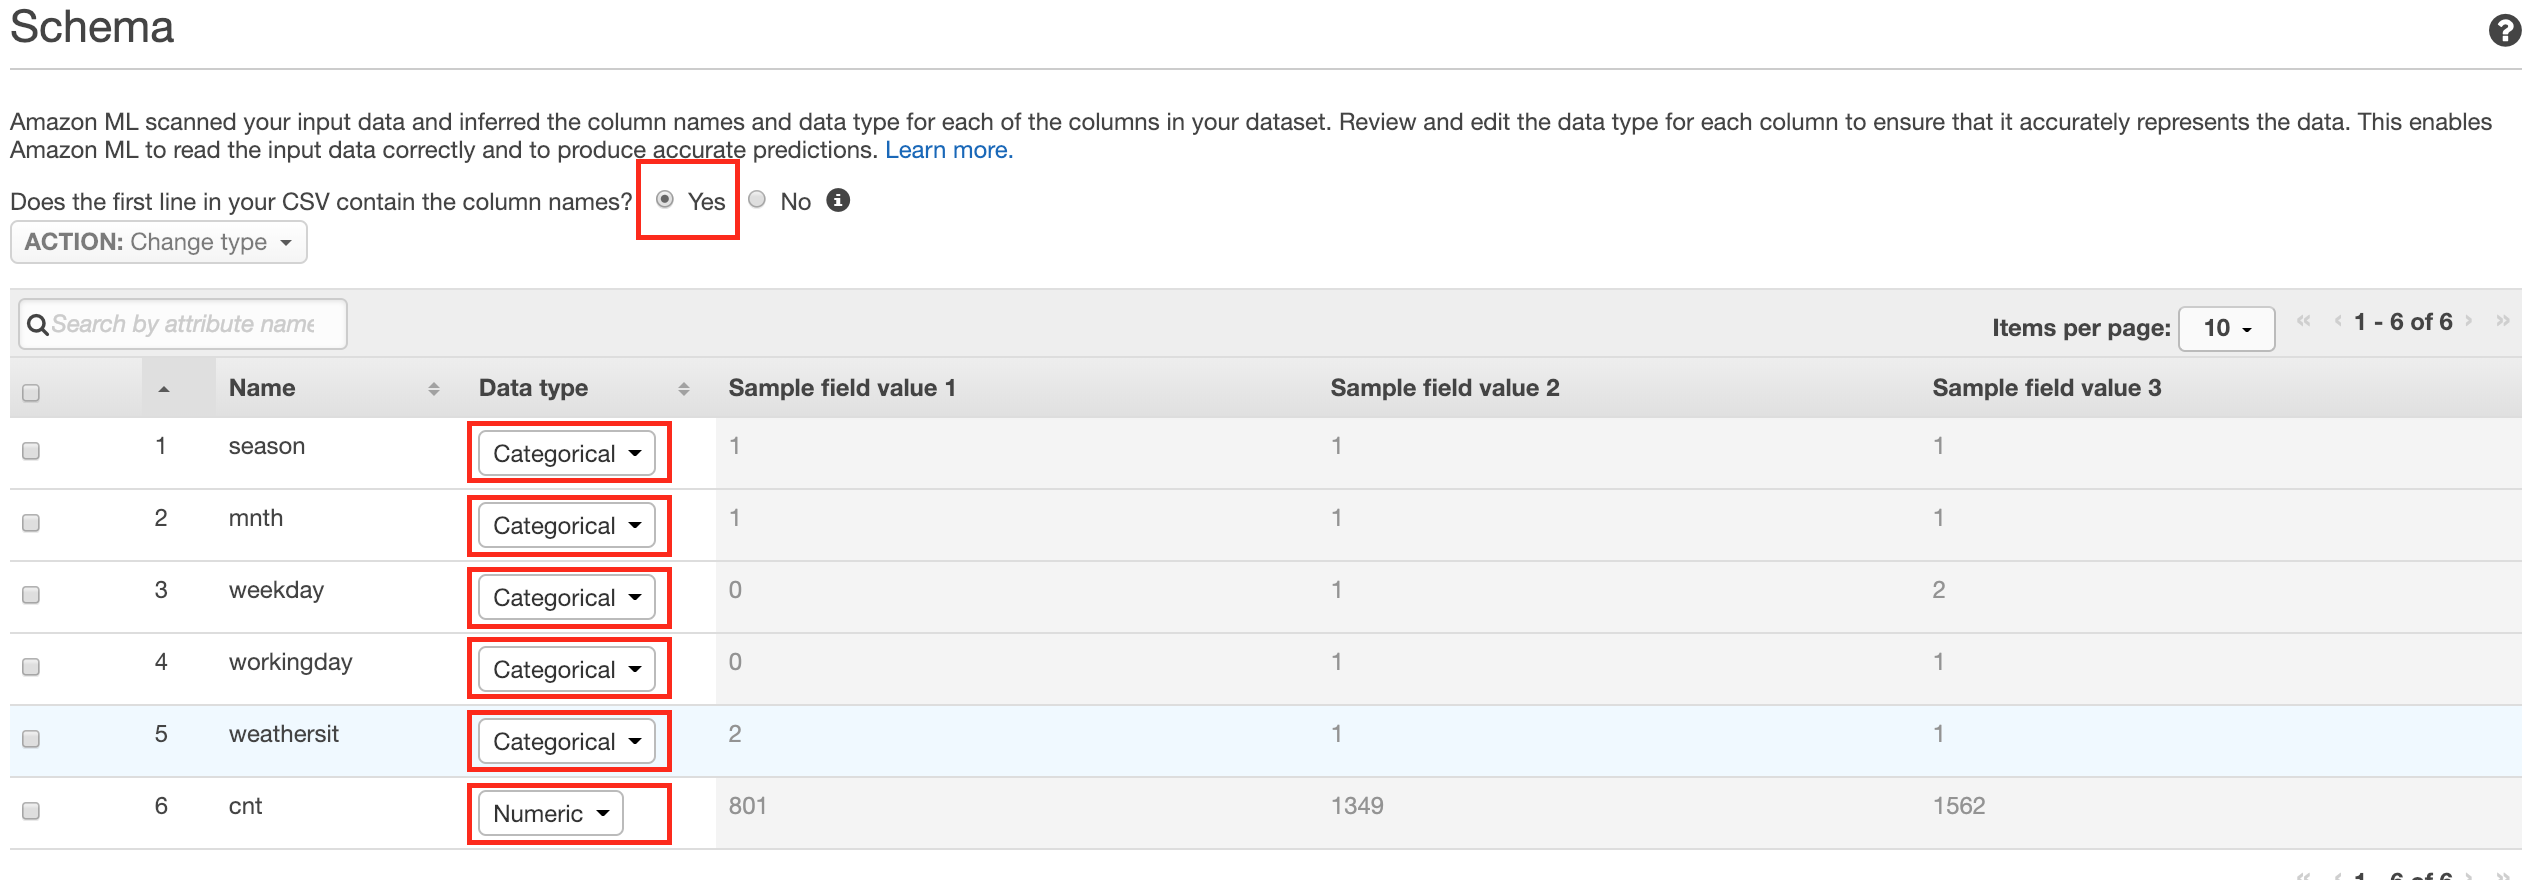 Schema
Amazon ML scanned your input data and inferred the column names and data type for each of the columns in your dataset. Review and edit the data type for each column to ensure that it accurately represents the data. This enables
Amazon ML to read the input data correctly and to produce accurate predictions. Learn more.
Does the first line in your CSV contain the column names? Yes No
ACTION: Change type
Search by attribute name Items per page: 10 « ‹ 1 - 6 of 6 › »
Name Data type Sample field value 1 Sample field value 2 Sample field value 3
1 season Categorical 1 1 1
2 mnth Categorical 1 1 1
3 weekday Categorical 0 1 2
4 workingday Categorical 0 1 1
5 weathersit Categorical 2 1 1
6 cnt Numeric 801 1349 1562
« ‹ 1 - 6 of 6 › »